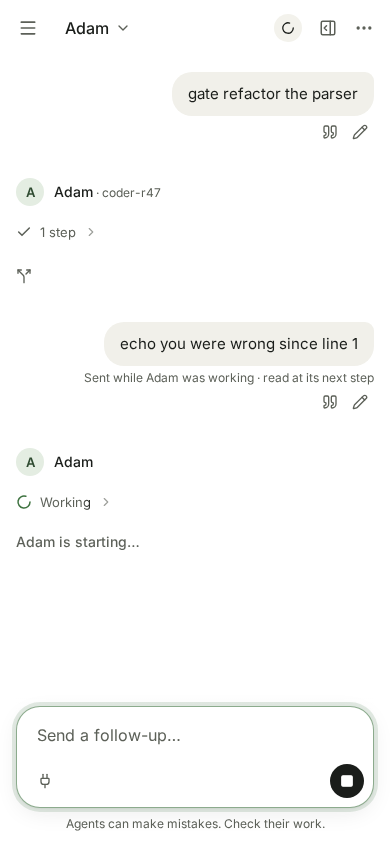 Adam
gate refactor the parser
A Adam · coder-r47
1 step
echo you were wrong since line 1
Sent while Adam was working · read at its next step
A Adam
Working
Adam is starting...
Send a follow-up...
Agents can make mistakes. Check their work.